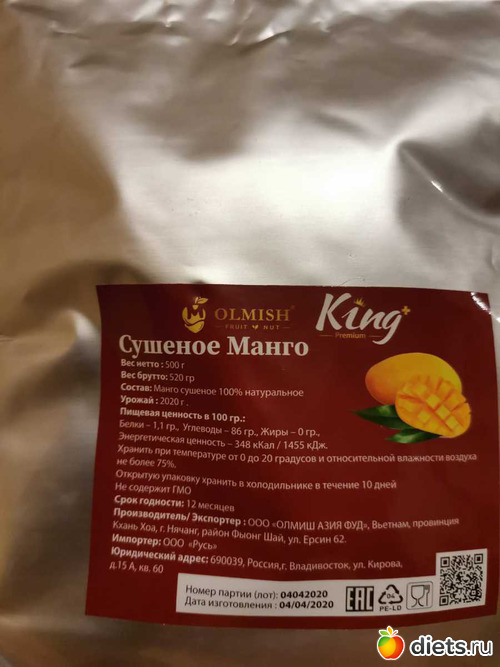 OLMISH®
FRUIT NUT
King+
Premium
Сушеное Манго
Вес нетто : 500 г
Вес брутто: 520 гр
Состав: Манго сушеное 100% натуральное
Урожай : 2020 г .
Пищевая ценность в 100 гр.:
Белки – 1,1 гр., Углеводы – 86 гр., Жиры – 0 гр.,
Энергетическая ценность – 348 кКал / 1455 кДж.
Хранить при температуре от 0 до 20 градусов и относительной влажности воздуха
не более 75%.
Открытую упаковку хранить в холодильнике в течение 10 дней
Не содержит ГМО
Срок годности: 12 месяцев
Производитель/ Экспортер : ООО «ОЛМИШ АЗИЯ ФУД», Вьетнам, провинция
Кхань Хоа, г. Нячанг, район Фыонг Шай, ул. Ерсин 62.
Импортер: ООО «Русь»
Юридический адрес: 690039, Россия,г. Владивосток, ул. Кирова,
д.15 А, кв. 60
Номер партии (лот): 04042020
Дата изготовления : 04/04/2020
EAC
04
PE-LD
diets.ru